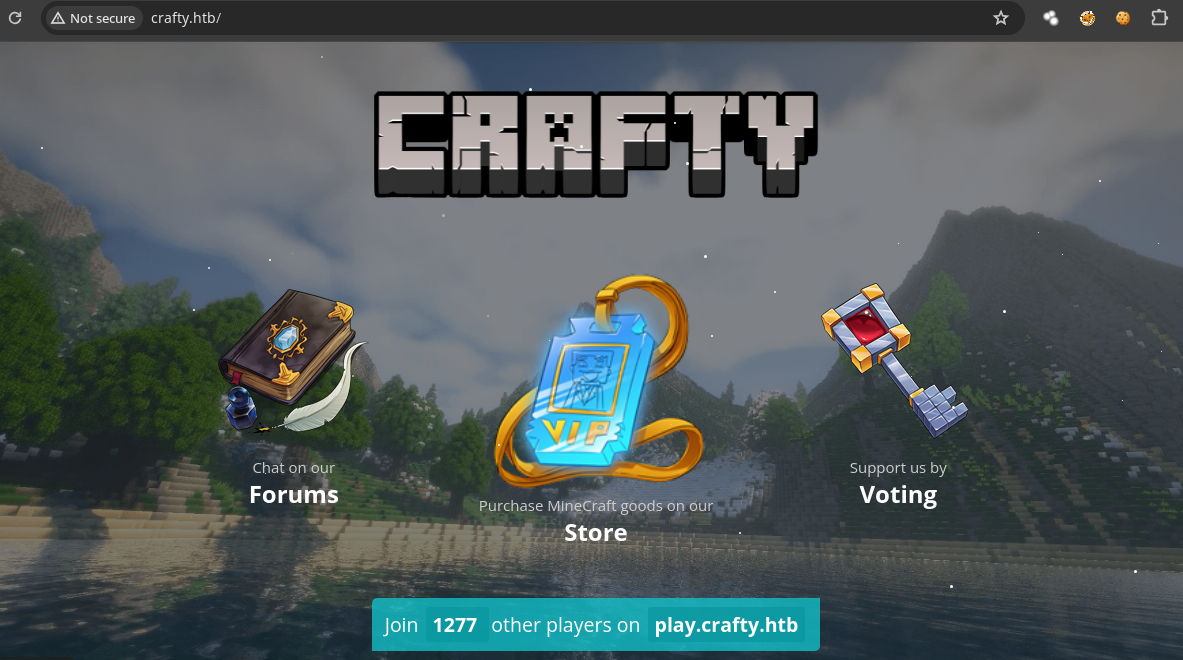 Not secure crafty.htb/
CRAFTY
VIP
Chat on our
Forums
Purchase MineCraft goods on our
Store
Support us by
Voting
Join 1277 other players on play.crafty.htb